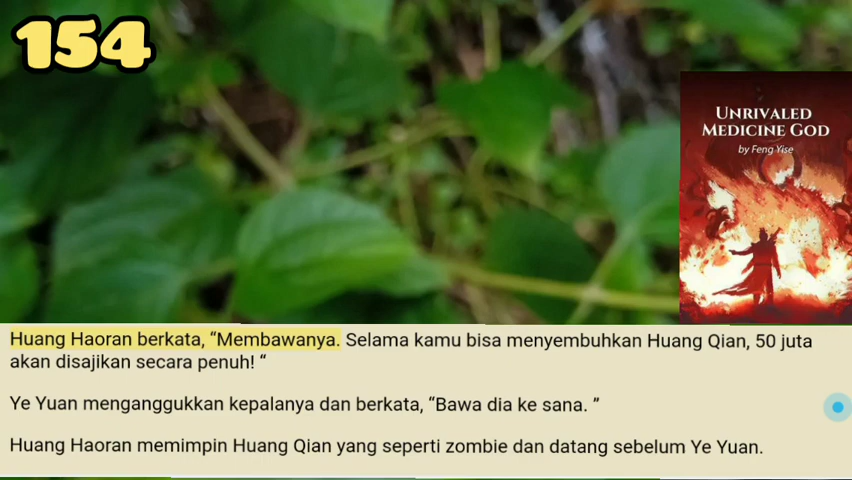 154
UNRIVALED
MEDICINE GOD
by Feng Yise
Huang Haoran berkata, “Membawanya. Selama kamu bisa menyembuhkan Huang Qian, 50 juta
akan disajikan secara penuh! “
Ye Yuan menganggukkan kepalanya dan berkata, “Bawa dia ke sana. ”
Huang Haoran memimpin Huang Qian yang seperti zombie dan datang sebelum Ye Yuan.